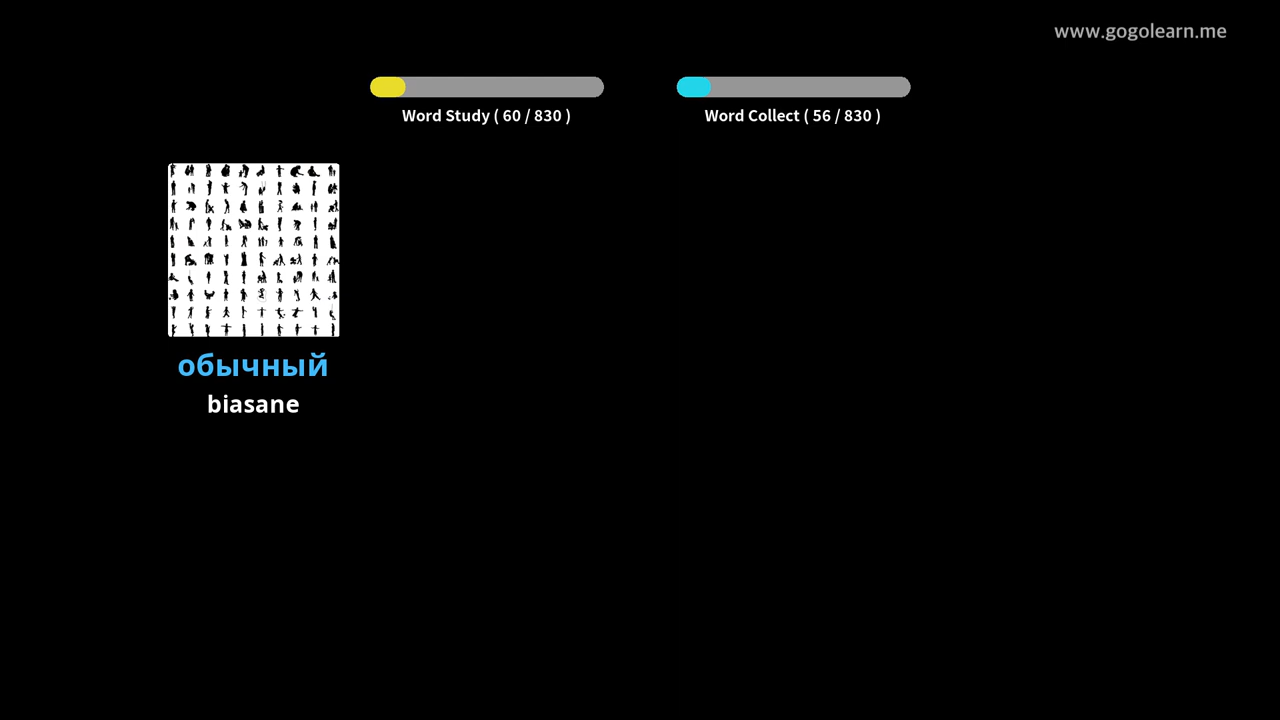 www.gogolearn.me
Word Study ( 60 / 830 )
Word Collect ( 56 / 830 )
обычный
biasane